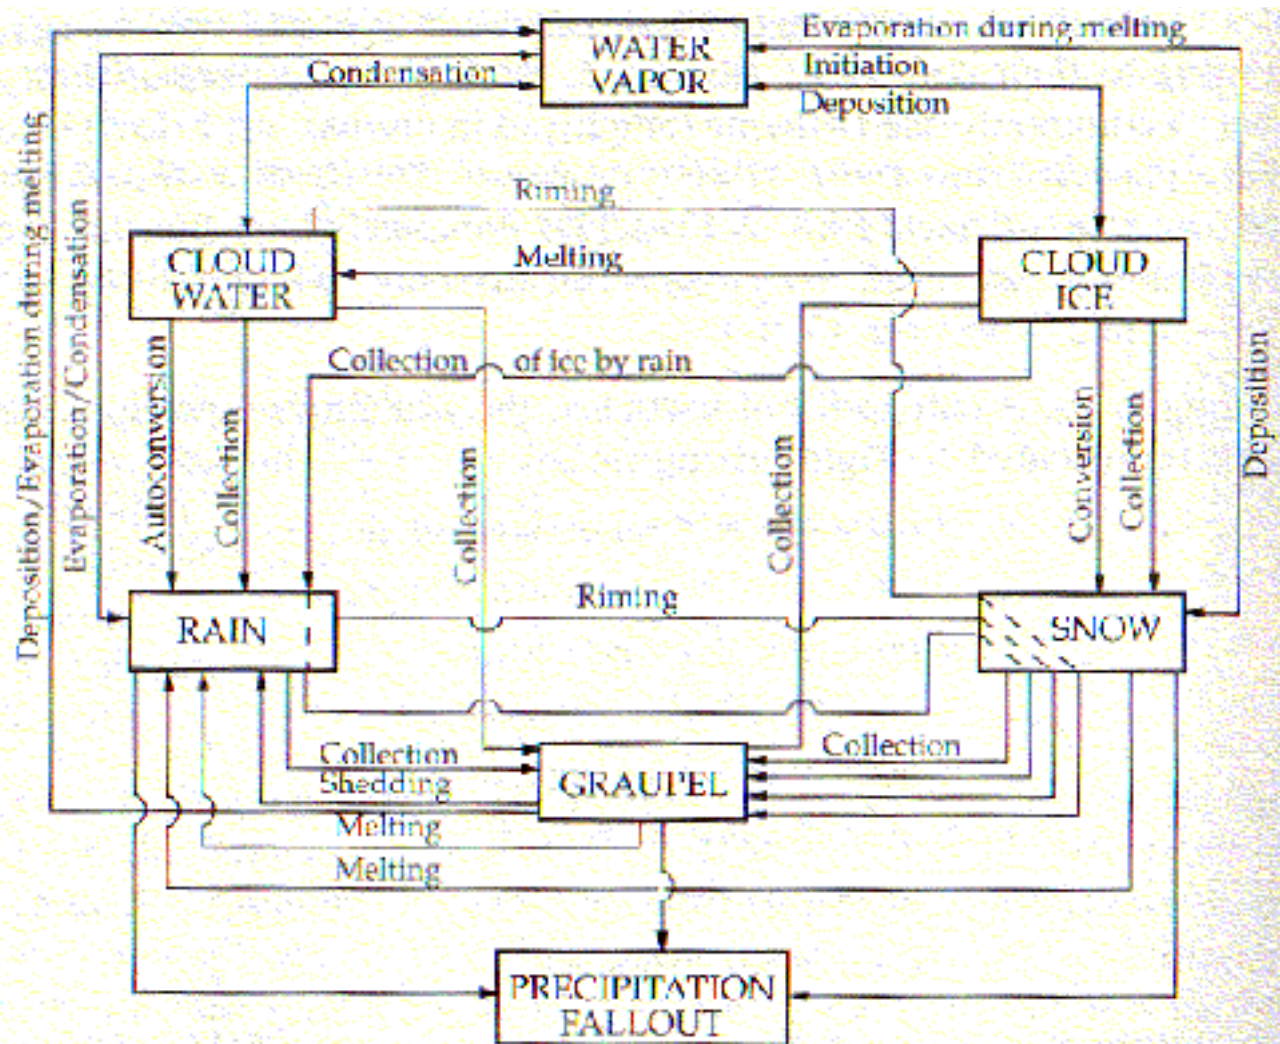 Evaporation during melting
WATER
VAPOR
Condensation
Initiation
Deposition
Deposition/Evaporation during melting
Evaporation/Condensation
Riming
CLOUD
WATER
Melting
CLOUD
ICE
Collection of ice by rain
Autoconversion
Collection
Collection
Collection
Conversion
Collection
Deposition
RAIN
Riming
SNOW
Collection
Collection
Shedding
GRAUPEL
Melting
Melting
PRECIPITATION
FALLOUT